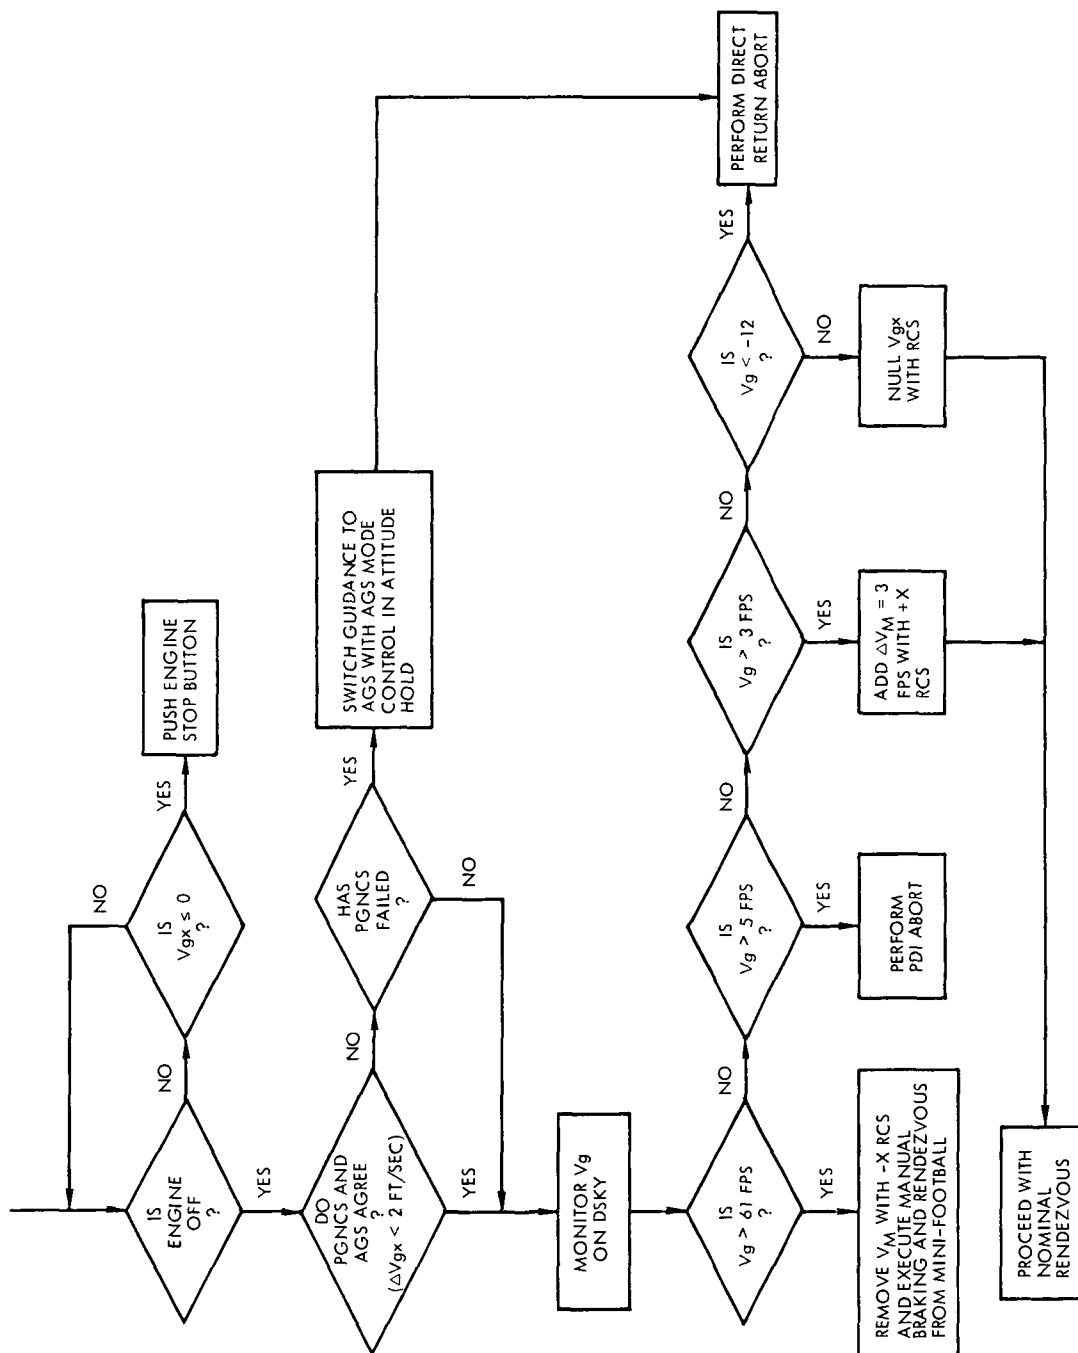 IS
ENGINE
OFF ?
NO
YES
IS
Vgx ≤ 0
?
NO
YES
PUSH ENGINE
STOP BUTTON
DO
PGNCS AND
AGS AGREE
?
(ΔVgx < 2 FT/SEC)
NO
YES
HAS
PGNCS
FAILED
?
NO
YES
SWITCH GUIDANCE TO
AGS WITH AGS MODE
CONTROL IN ATTITUDE
HOLD
MONITOR Vg
ON DSKY
IS
Vg > 61 FPS
?
NO
YES
REMOVE VM WITH -X RCS
AND EXECUTE MANUAL
BRAKING AND RENDEZVOUS
FROM MINI-FOOTBALL
IS
Vg > 5 FPS
?
NO
YES
PERFORM
PDI ABORT
IS
Vg > 3 FPS
?
NO
YES
ADD ΔVM = 3
FPS WITH +X
RCS
IS
Vg < -12
?
YES
NO
PERFORM DIRECT
RETURN ABORT
NULL Vgx
WITH RCS
PROCEED WITH
NOMINAL
RENDEZVOUS